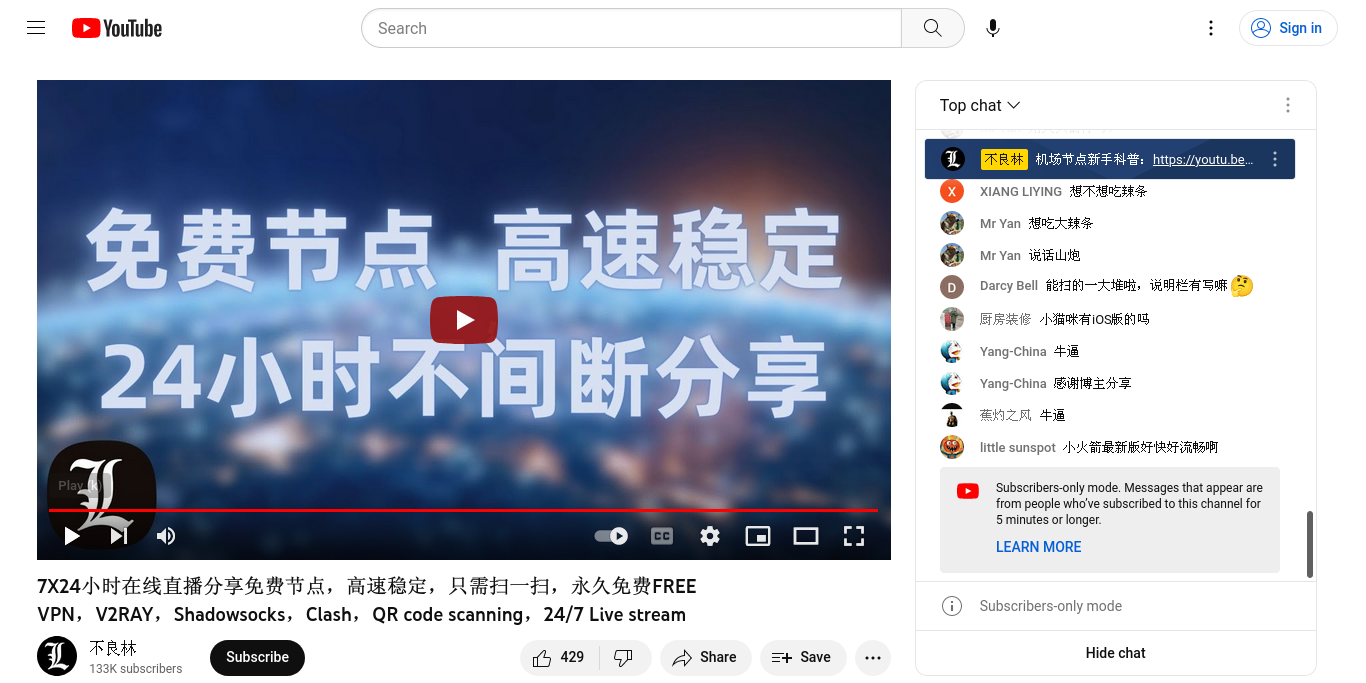 YouTube
Search
Sign in
免费节点 高速稳定
24小时不间断分享
Play (k)
CC
7X24小时在线直播分享免费节点，高速稳定，只需扫一扫，永久免费FREE
VPN，V2RAY，Shadowsocks，Clash，QR code scanning，24/7 Live stream
不良林
133K subscribers
Subscribe
429
Share
Save
Top chat
不良林 机场节点新手科普：https://youtu.be...
X XIANG LIYING 想不想吃辣条
Mr Yan 想吃大辣条
Mr Yan 说话山炮
D Darcy Bell 能扫的一大堆啦，说明栏有写嘛
厨房装修 小猫咪有iOS版的吗
Yang-China 牛逼
Yang-China 感谢博主分享
蕉灼之风 牛逼
little sunspot 小火箭最新版好快好流畅啊
Subscribers-only mode. Messages that appear are
from people who've subscribed to this channel for
5 minutes or longer.
LEARN MORE
Subscribers-only mode
Hide chat